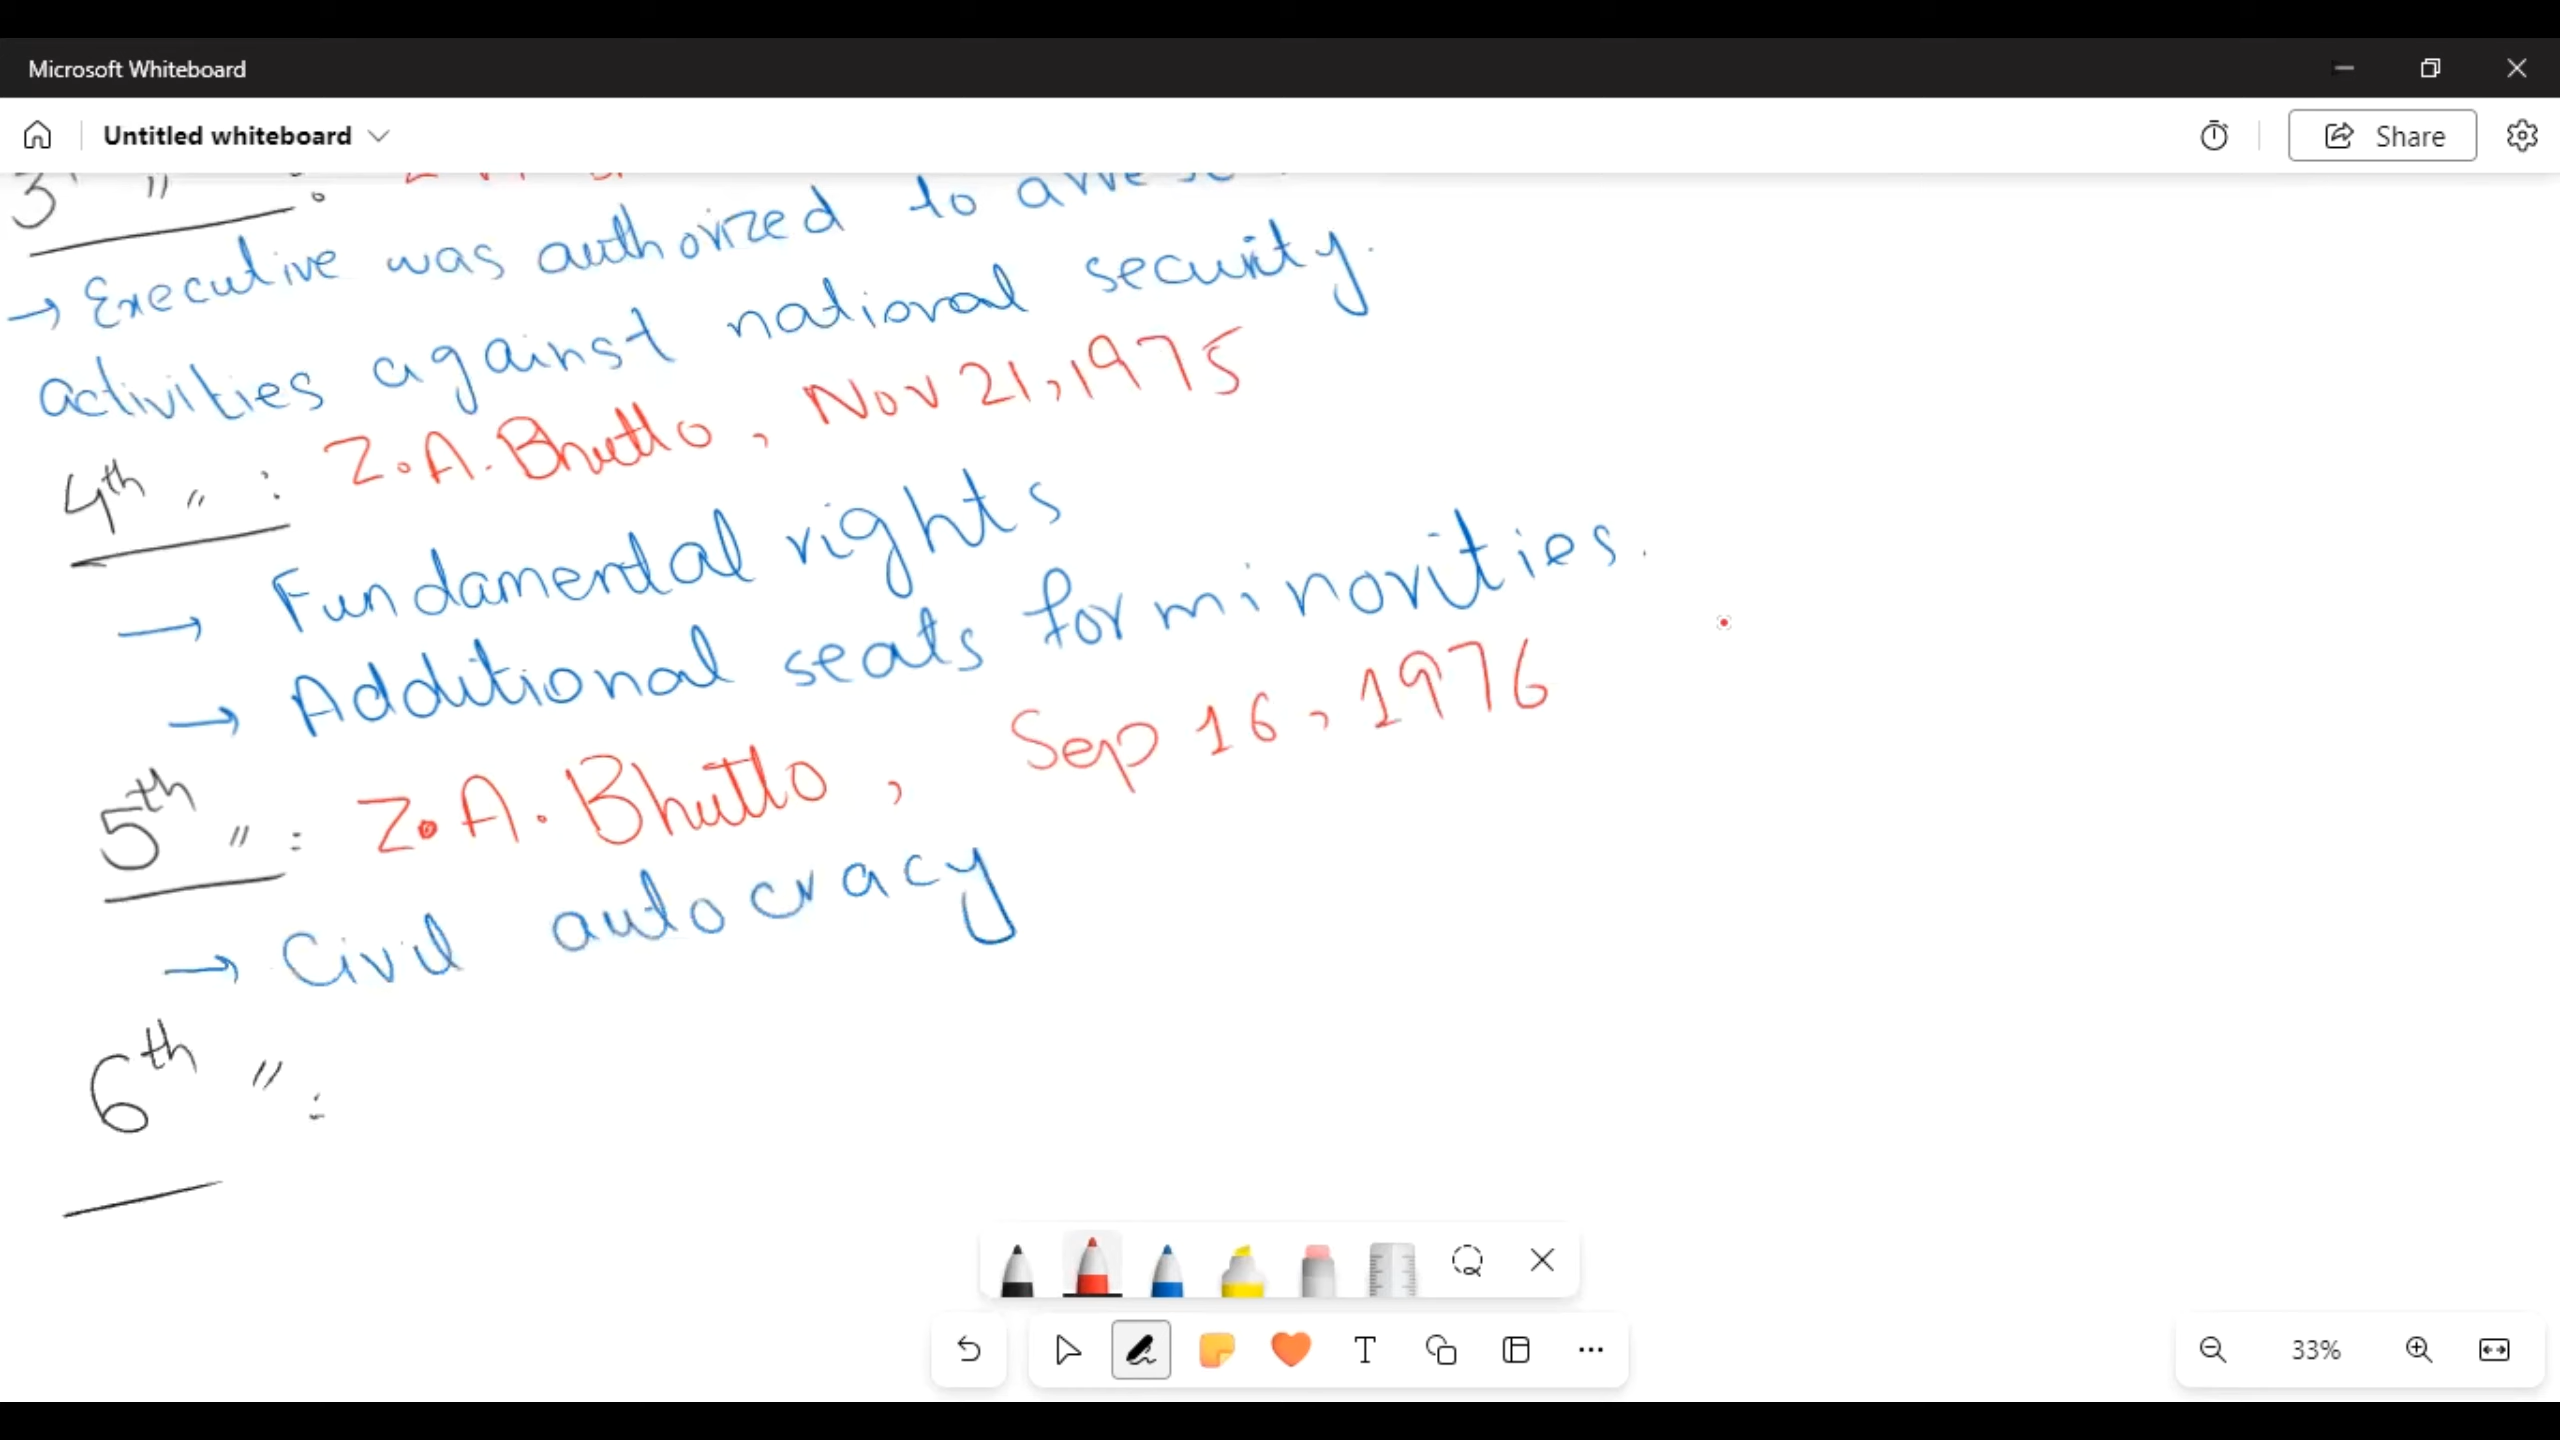 Microsoft Whiteboard
Untitled whiteboard
Share
3 " :
→ Executive was authorized to
activities against national security.
4th " : Z.A. Bhutto, Nov 21, 1975
→ Fundamental rights
→ Additional seats for minorities.
5th " : Z.A. Bhutto, Sep 16, 1976
→ Civil autocracy
6th " :
33%